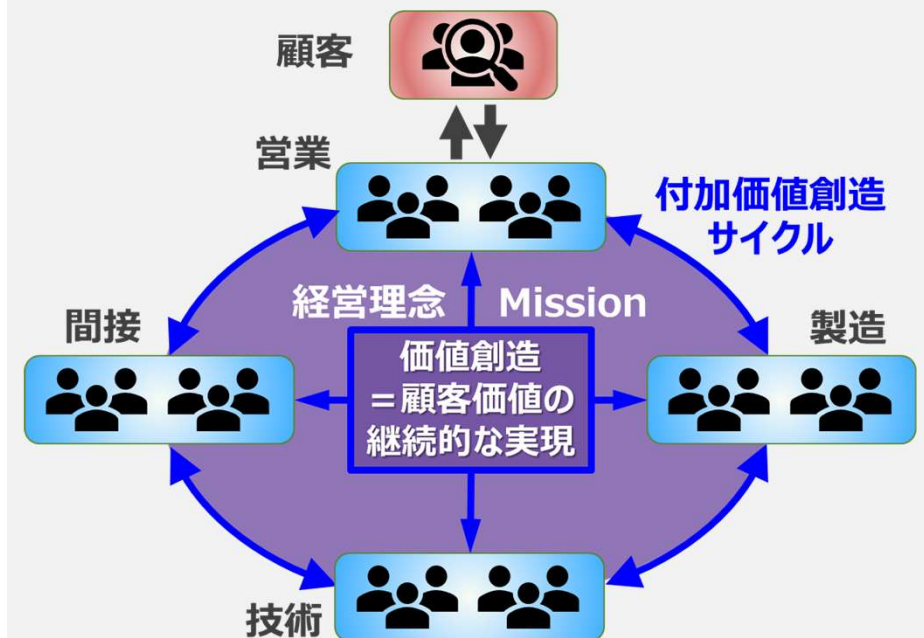 顧客
営業
付加価値創造
サイクル
経営理念 Mission
間接
製造
価値創造
＝顧客価値の
継続的な実現
技術